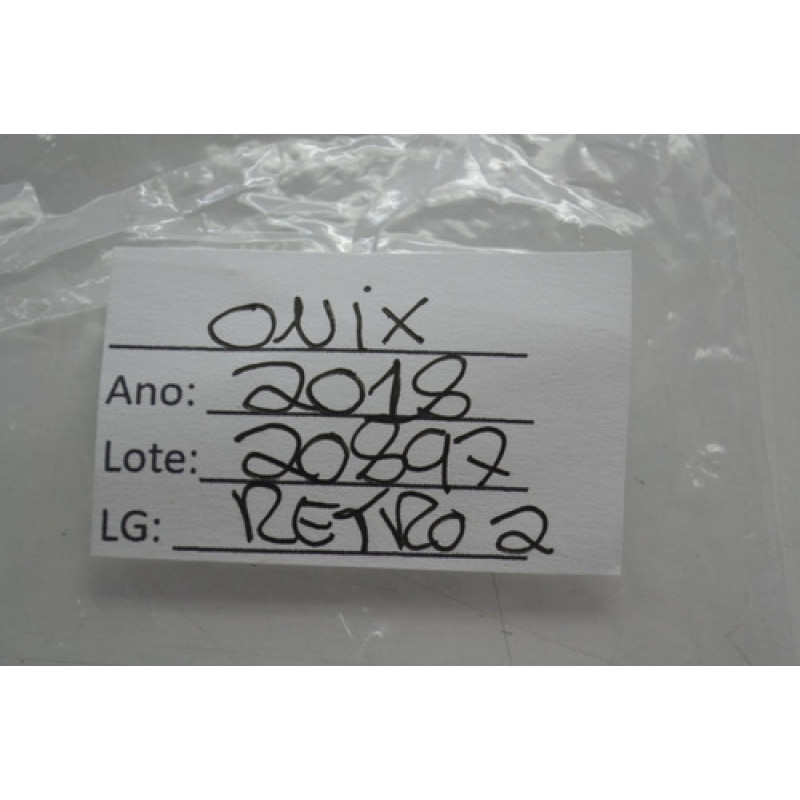 ONiX
Ano: 2018
Lote: 20897
LG: RETRO 2